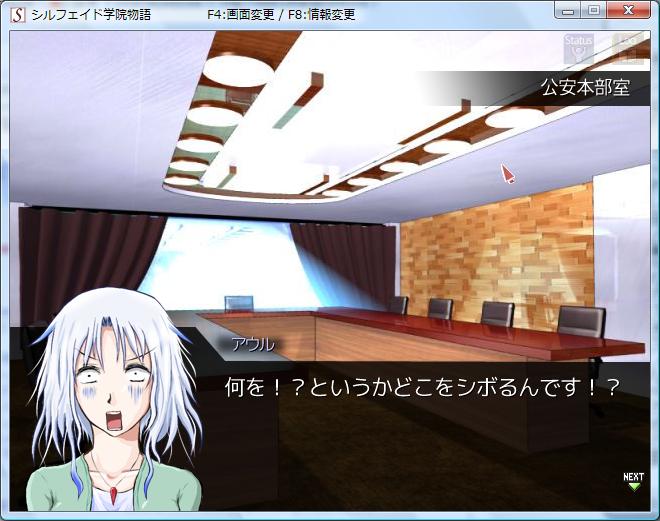 シルフェイド学院物語 F4:画面変更 / F8:情報変更
Status Log
公安本部室
アウル
何を！？というかどこをシボるんです！？
NEXT